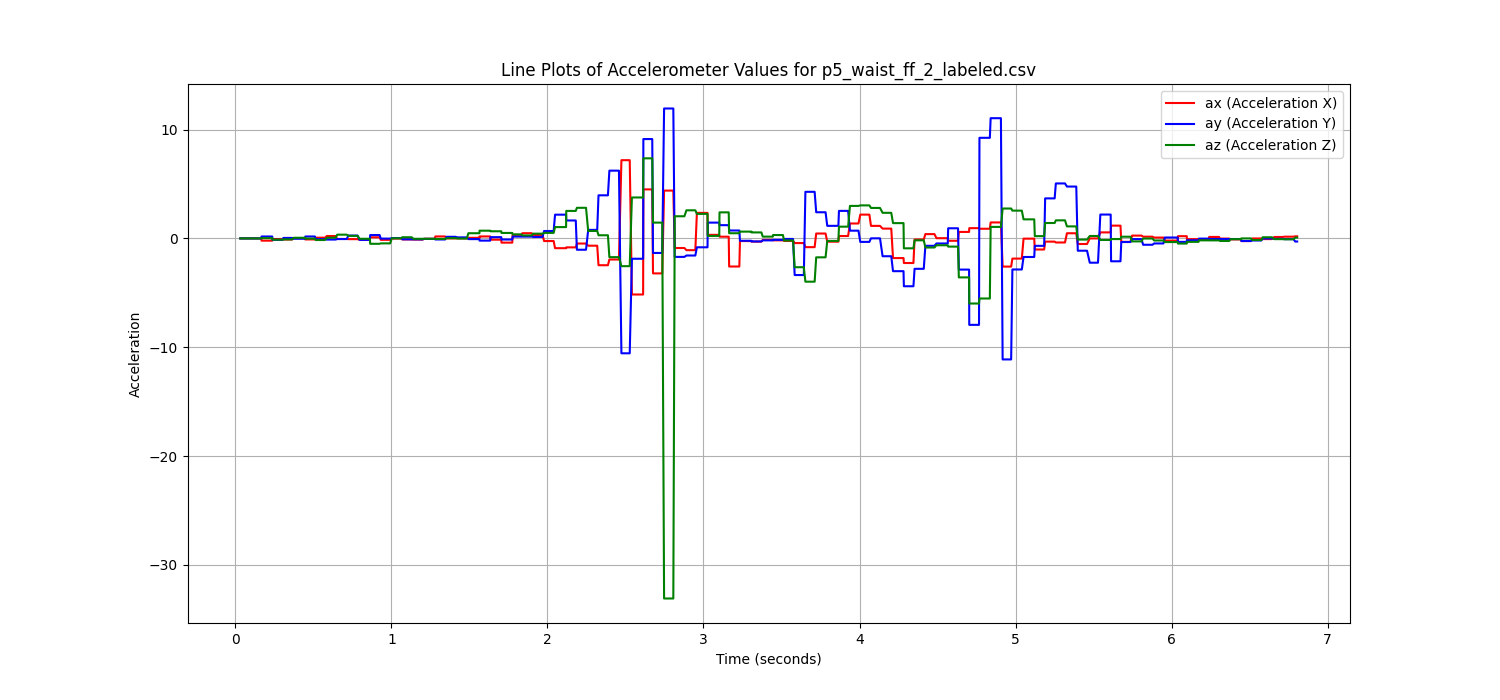 Line Plots of Accelerometer Values for p5_waist_ff_2_labeled.csv
ax (Acceleration X)
ay (Acceleration Y)
az (Acceleration Z)
Acceleration
10
0
−10
−20
−30
0 1 2 3 4 5 6 7
Time (seconds)